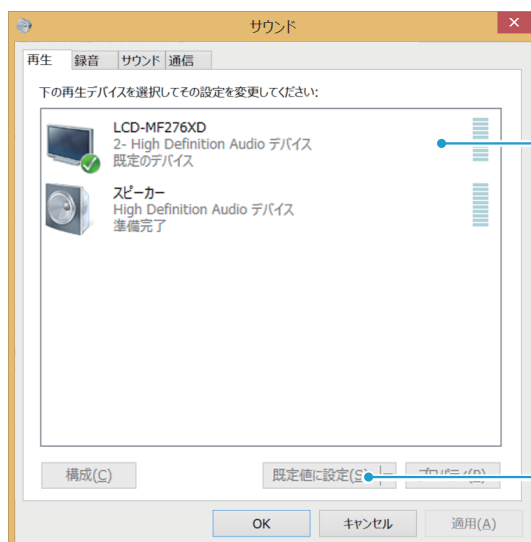 サウンド
再生 録音 サウンド 通信
下の再生デバイスを選択してその設定を変更してください:
LCD-MF276XD
2- High Definition Audio デバイス
既定のデバイス
スピーカー
High Definition Audio デバイス
準備完了
構成(C) 既定値に設定(S) プロパティ(P)
OK キャンセル 適用(A)